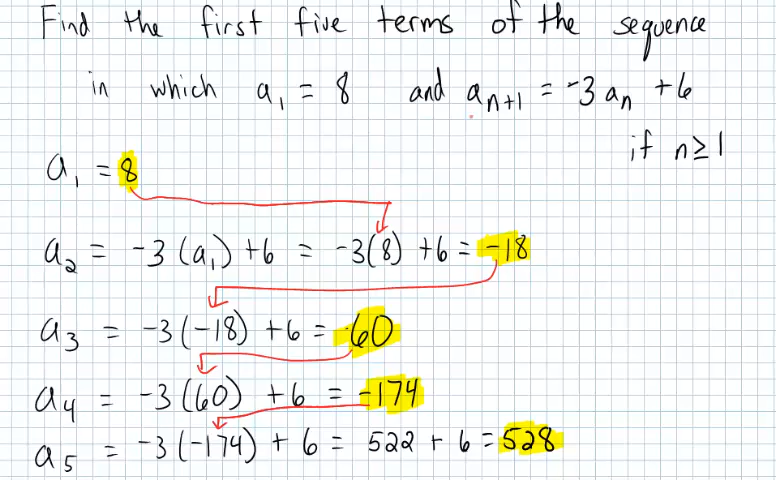 Find the first five terms of the sequence
in which a₁ = 8 and aₙ₊₁ = -3aₙ + 6
if n ≥ 1
a₁ = 8
a₂ = -3(a₁) + 6 = -3(8) + 6 = -18
a₃ = -3(-18) + 6 = 60
a₄ = -3(60) + 6 = -174
a₅ = -3(-174) + 6 = 522 + 6 = 528